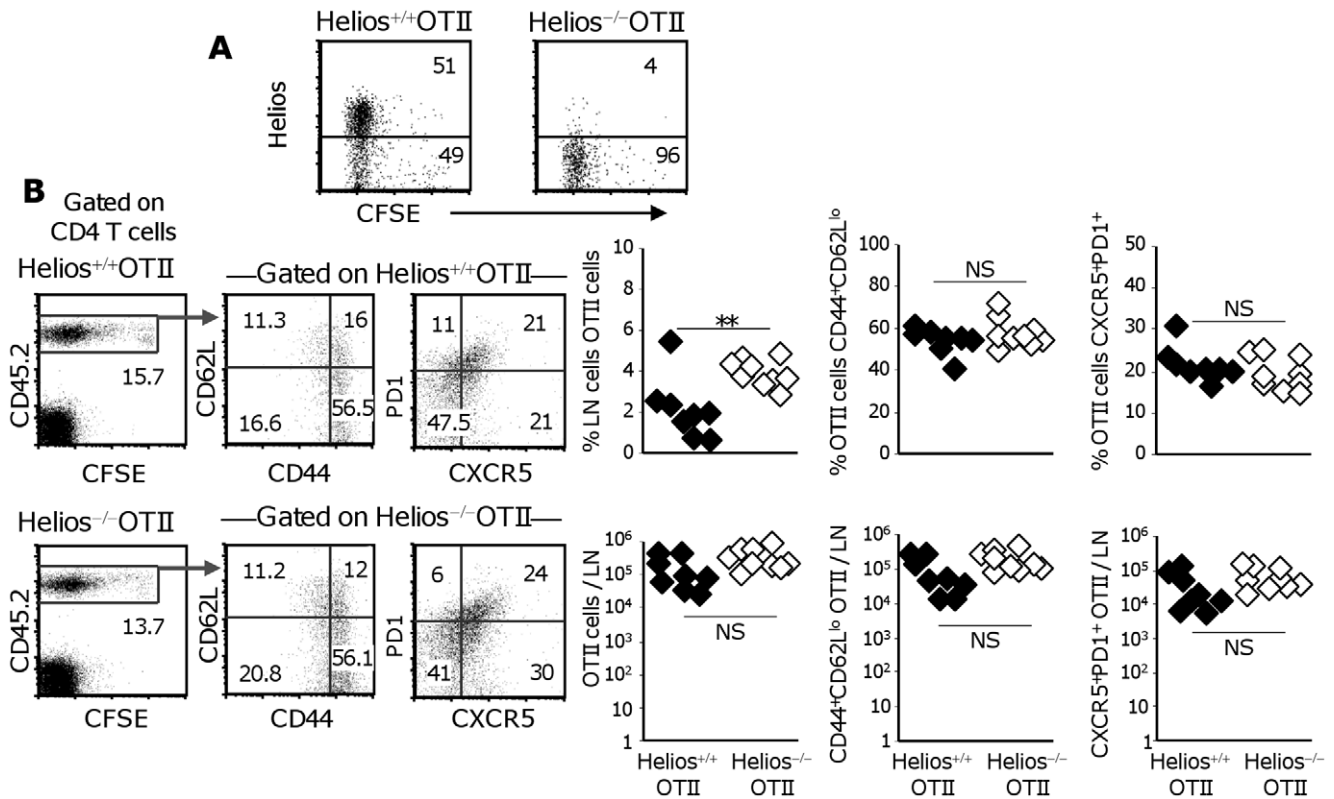 A
Helios+/+OTII
Helios−/−OTII
Helios
51
49
4
96
CFSE
B
Gated on
CD4 T cells
Helios+/+OTII
Gated on Helios+/+OTII
CD45.2
15.7
CFSE
CD62L
11.3
16
16.6
56.5
CD44
PD1
11
21
47.5
21
CXCR5
%LN cells OTII cells
10
8
6
4
2
0
**
% OTII cells CD44+CD62Llo
100
80
60
40
20
0
NS
% OTII cells CXCR5+PD1+
50
40
30
20
10
0
NS
Helios−/−OTII
Gated on Helios−/−OTII
CD45.2
13.7
CFSE
CD62L
11.2
12
20.8
56.1
CD44
PD1
6
24
41
30
CXCR5
OTII cells / LN
10⁶
10⁵
10⁴
10³
10²
10
1
NS
Helios+/+
OTII
Helios−/−
OTII
CD44+CD62Llo OTII / LN
10⁶
10⁵
10⁴
10³
10²
10
1
NS
Helios+/+
OTII
Helios−/−
OTII
CXCR5+PD1+ OTII / LN
10⁶
10⁵
10⁴
10³
10²
10
1
NS
Helios+/+
OTII
Helios−/−
OTII